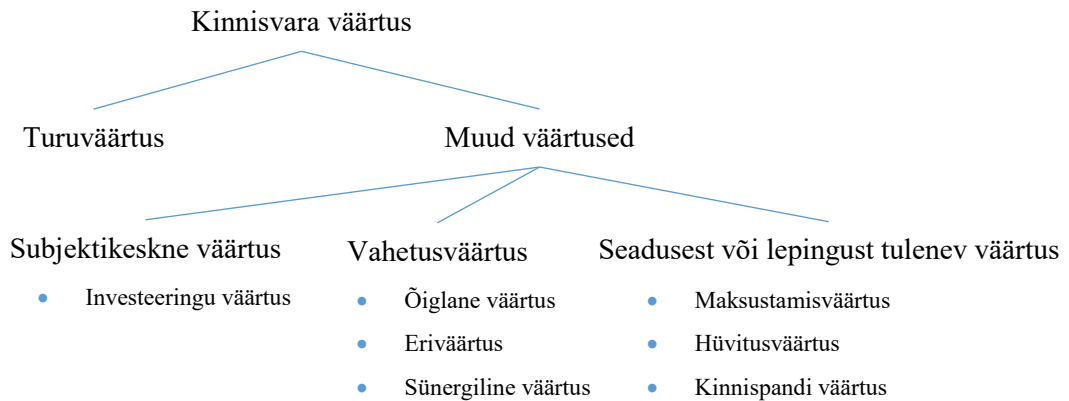 Kinnisvara väärtus
Turuväärtus
Muud väärtused
Subjektikeskne väärtus
• Investeeringu väärtus
Vahetusväärtus
• Õiglane väärtus
• Eriväärtus
• Sünergiline väärtus
Seadusest või lepingust tulenev väärtus
• Maksustamisväärtus
• Hüvitusväärtus
• Kinnispandi väärtus